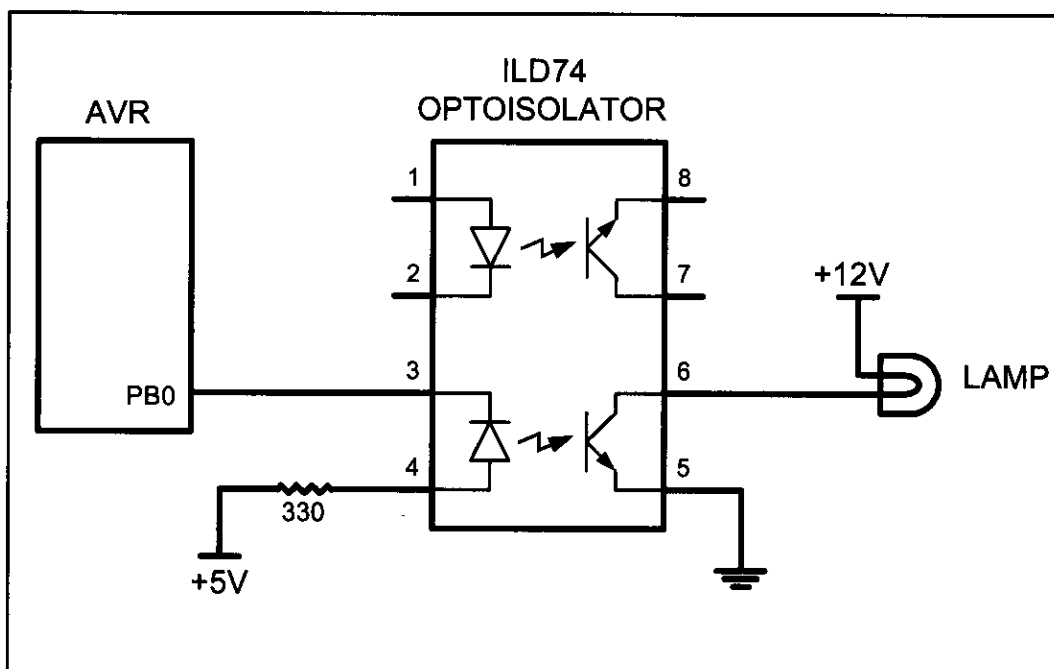 ILD74
OPTOISOLATOR
AVR
1
8
2
7
+12V
3
6
LAMP
PB0
4
5
330
+5V